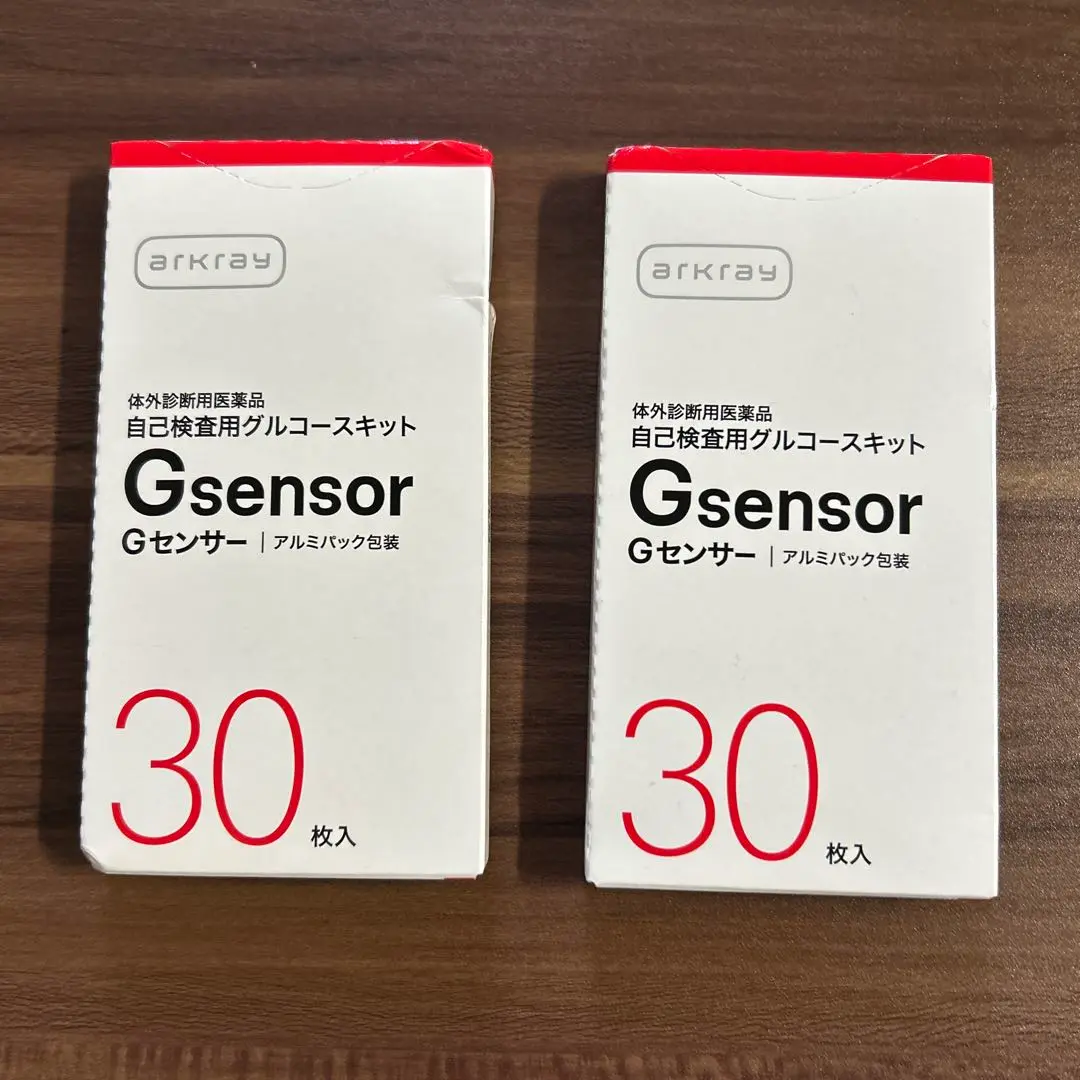 arkray
体外診断用医薬品
自己検査用グルコースキット
Gsensor
Gセンサー | アルミパック包装
30枚入
arkray
体外診断用医薬品
自己検査用グルコースキット
Gsensor
Gセンサー | アルミパック包装
30枚入